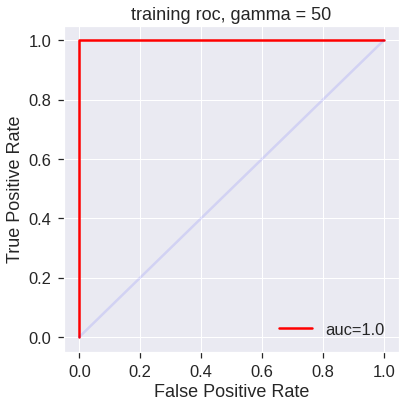 training roc, gamma = 50
True Positive Rate
1.0
0.8
0.6
0.4
0.2
0.0
auc=1.0
0.0 0.2 0.4 0.6 0.8 1.0
False Positive Rate